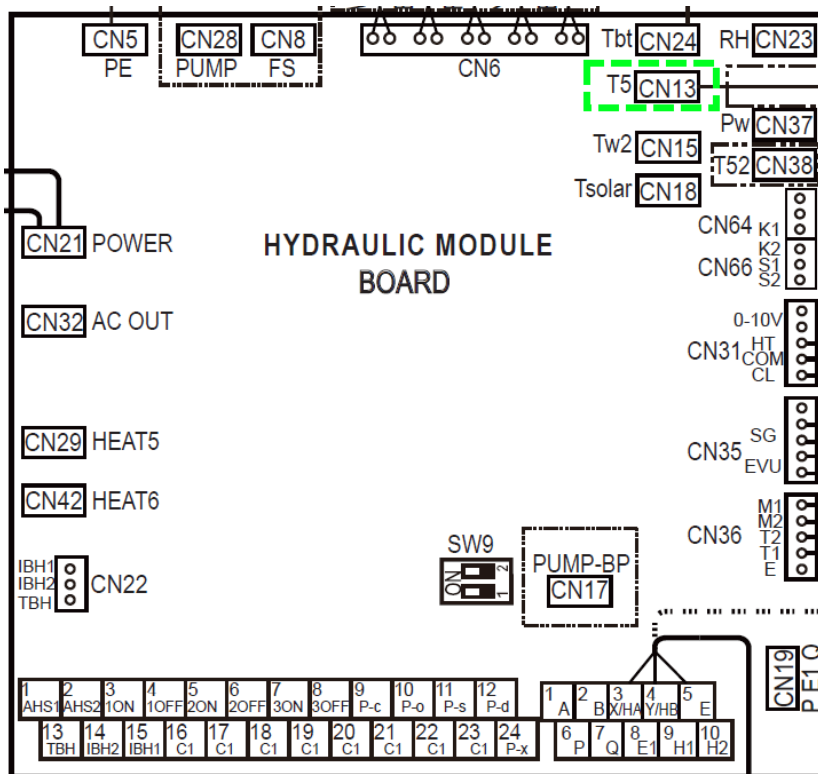 CN5 CN28 CN8 Tbt CN24 RH CN23
PE PUMP FS CN6
T5 CN13
Pw CN37
Tw2 CN15
T52 CN38
Tsolar CN18
CN64 K1
CN21 POWER
HYDRAULIC MODULE
BOARD
K2
CN66 S1
S2
CN32 AC OUT
0-10V
HT
CN31 COM
CL
CN29 HEAT5
SG
CN35
EVU
CN42 HEAT6
M1
M2
CN36 T2
T1
E
SW9
ON 2 1
PUMP-BP
CN17
IBH1
IBH2 CN22
TBH
CN19
P E1 Q
1 2 3 4 5 6 7 8 9 10 11 12
AHS1 AHS2 1ON 1OFF 2ON 2OFF 3ON 3OFF P-c P-o P-s P-d
13 14 15 16 17 18 19 20 21 22 23 24
TBH IBH2 IBH1 C1 C1 C1 C1 C1 C1 C1 C1 P-x
1 2 3 4 5
A B X/HA Y/HB E
6 7 8 9 10
P Q E1 H1 H2